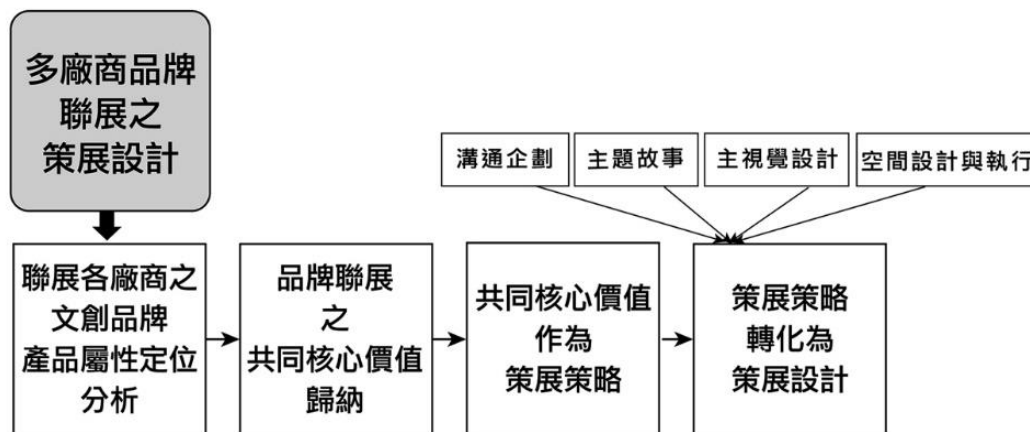 多廠商品牌
聯展之
策展設計
溝通企劃
主題故事
主視覺設計
空間設計與執行
聯展各廠商之
文創品牌
產品屬性定位
分析
品牌聯展
之
共同核心價值
歸納
共同核心價值
作為
策展策略
策展策略
轉化為
策展設計